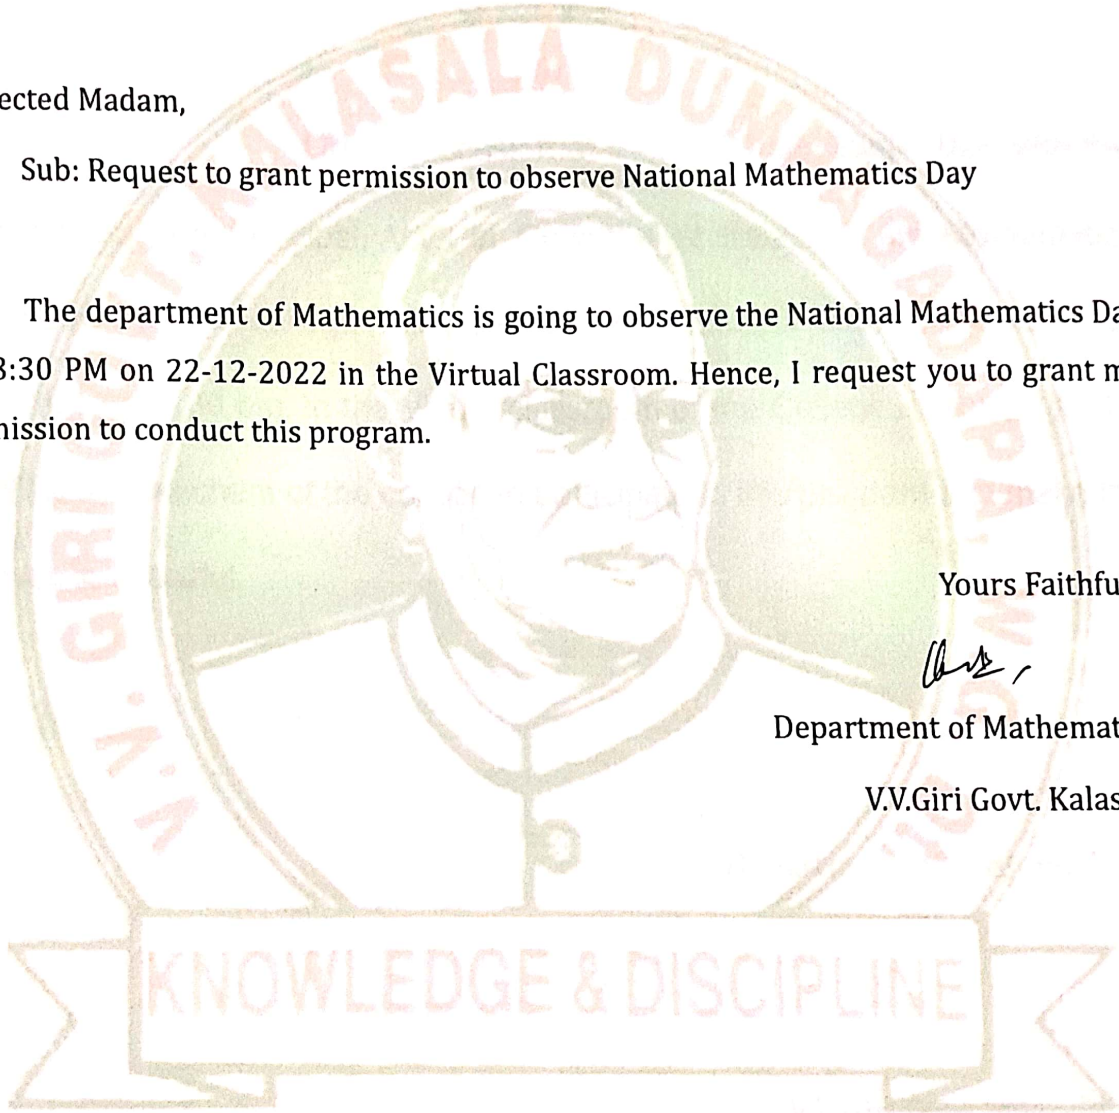 ected Madam,
Sub: Request to grant permission to observe National Mathematics Day
The department of Mathematics is going to observe the National Mathematics Da
3:30 PM on 22-12-2022 in the Virtual Classroom. Hence, I request you to grant m
nission to conduct this program.
Yours Faithfu
Department of Mathemat
V.V.Giri Govt. Kalas
V.V. GIRI GOVT. KALASALA DUMPAGADAPA, W.G. Dt.
KNOWLEDGE & DISCIPLINE